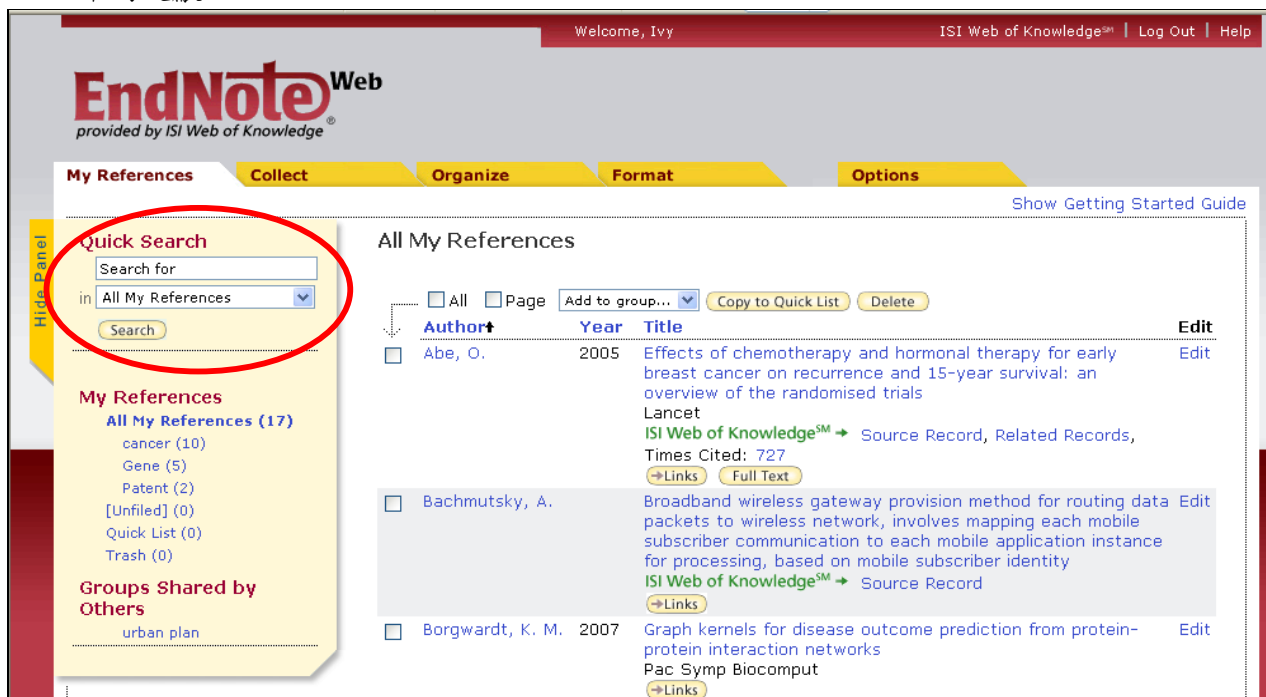 Welcome, Ivy
ISI Web of Knowledge℠ | Log Out | Help
EndNote® Web
provided by ISI Web of Knowledge
My References Collect Organize Format Options
Show Getting Started Guide
Hide Panel
Quick Search
Search for
in All My References
Search
My References
All My References (17)
cancer (10)
Gene (5)
Patent (2)
[Unfiled] (0)
Quick List (0)
Trash (0)
Groups Shared by
Others
urban plan
All My References
All Page Add to group... Copy to Quick List Delete
Author Year Title Edit
Abe, O. 2005 Effects of chemotherapy and hormonal therapy for early Edit
breast cancer on recurrence and 15-year survival: an
overview of the randomised trials
Lancet
ISI Web of Knowledge℠ → Source Record, Related Records,
Times Cited: 727
→Links Full Text
Bachmutsky, A. Broadband wireless gateway provision method for routing data Edit
packets to wireless network, involves mapping each mobile
subscriber communication to each mobile application instance
for processing, based on mobile subscriber identity
ISI Web of Knowledge℠ → Source Record
→Links
Borgwardt, K. M. 2007 Graph kernels for disease outcome prediction from protein- Edit
protein interaction networks
Pac Symp Biocomput
→Links